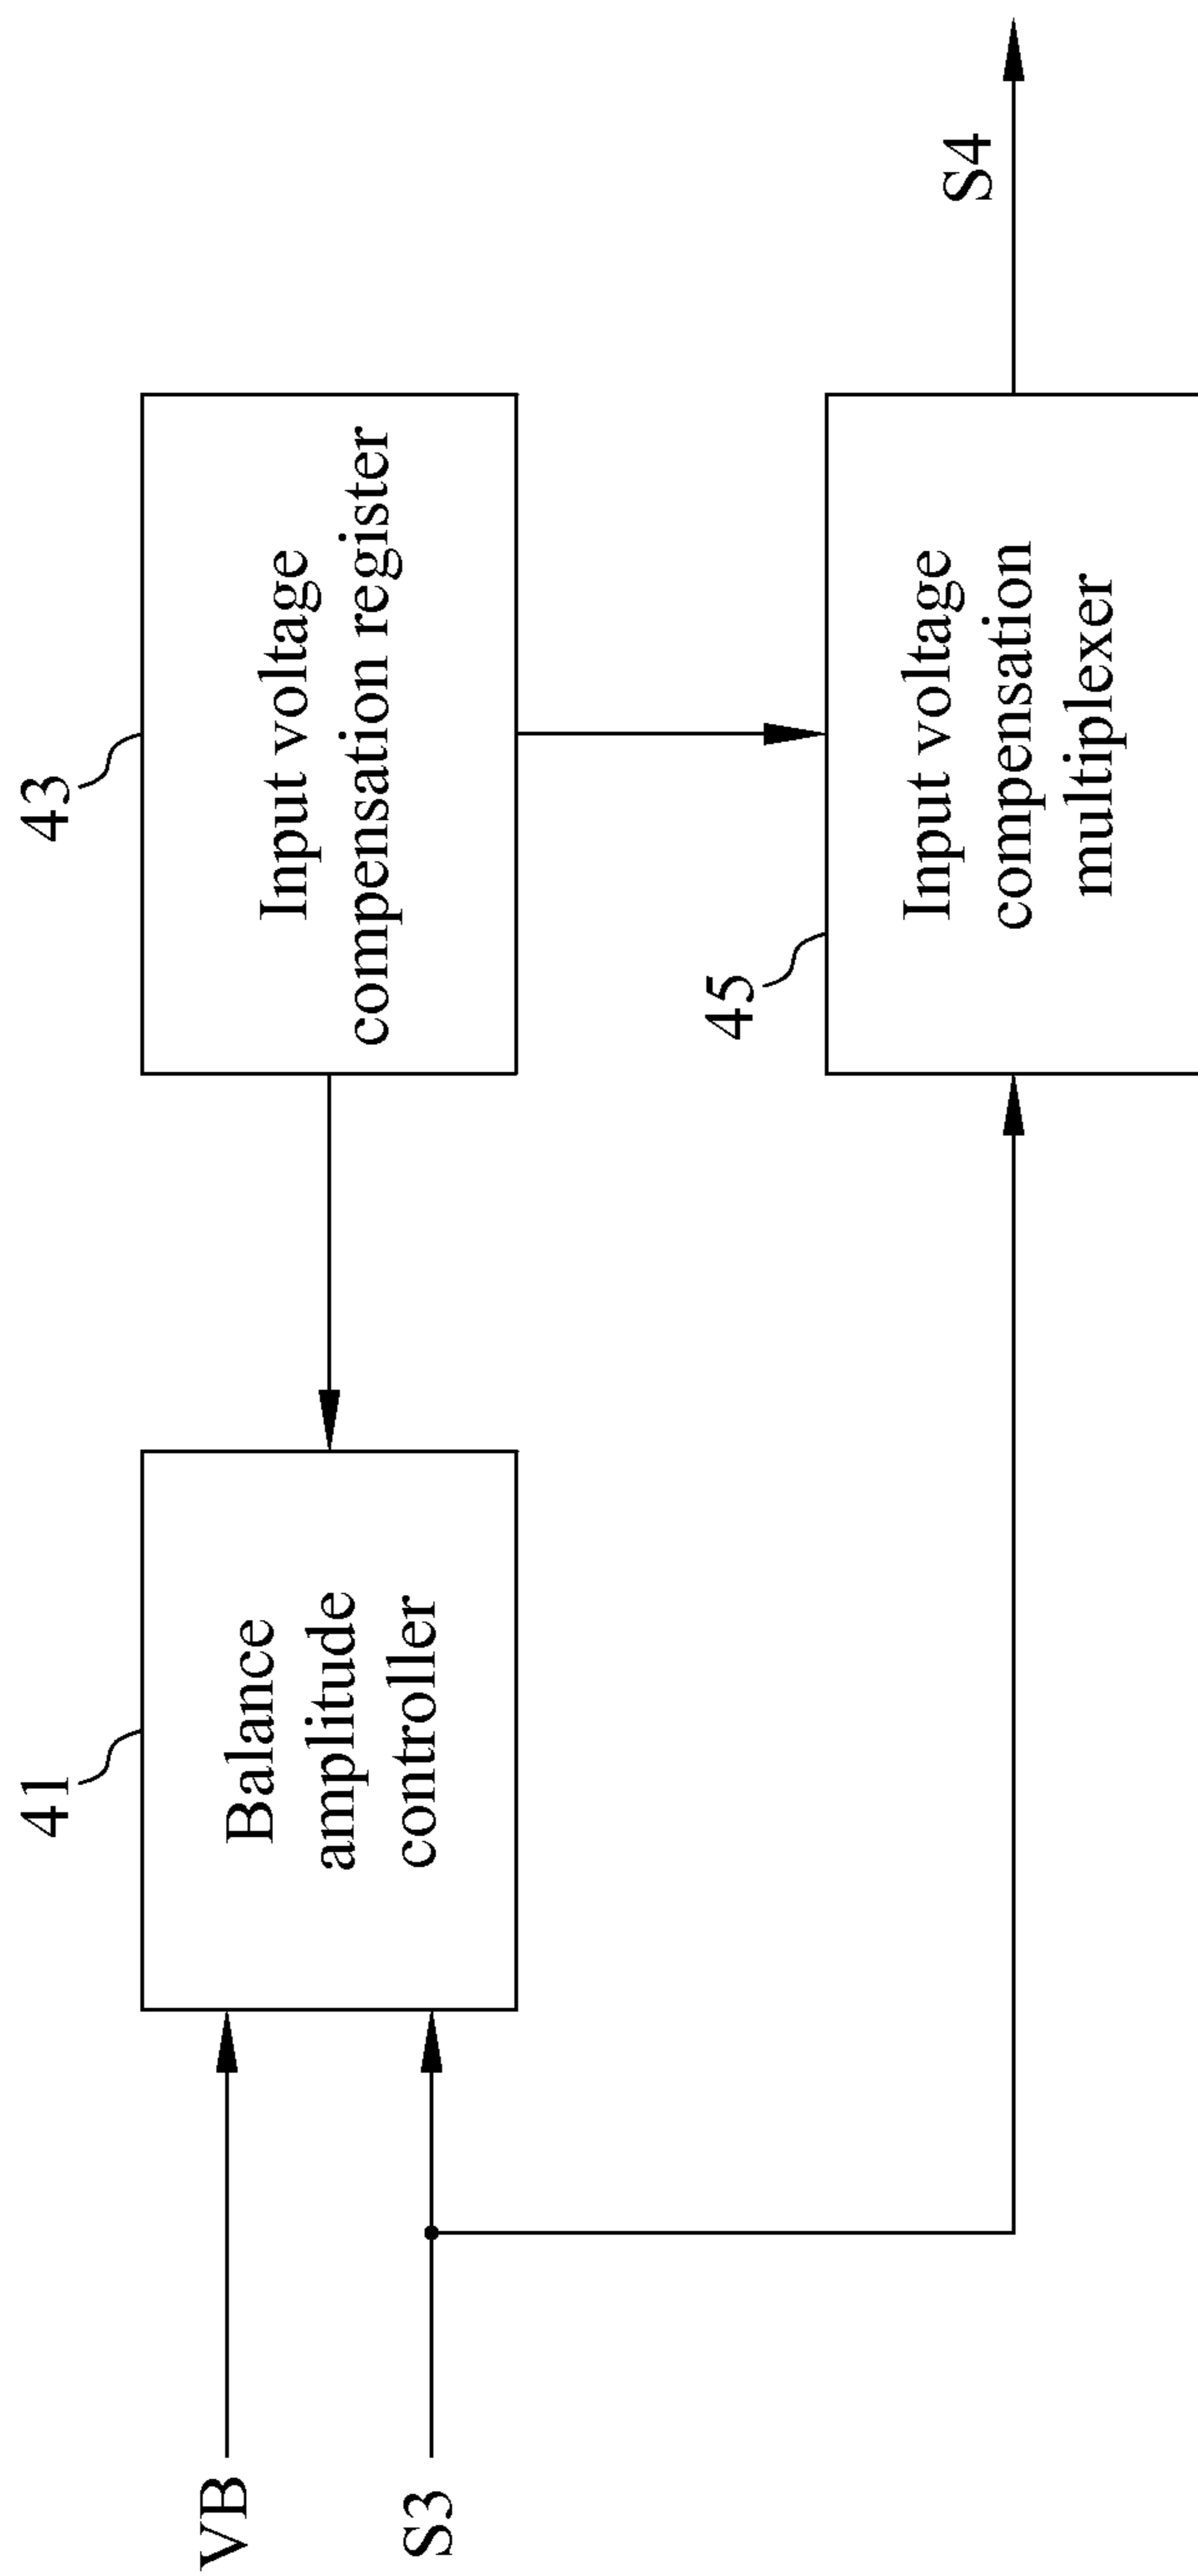 VB
S3
41
Balance
amplitude
controller
43
Input voltage
compensation register
45
Input voltage
compensation
multiplexer
S4